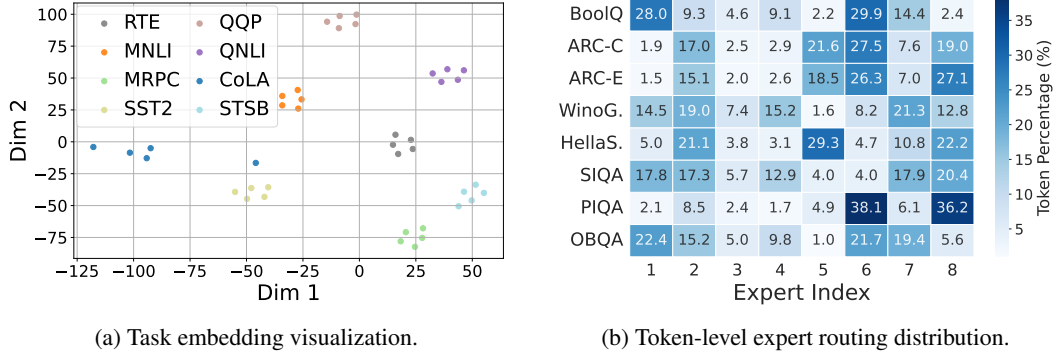 100
75
50
25
0
−25
−50
−75
Dim 2
RTE QQP
MNLI QNLI
MRPC CoLA
SST2 STSB
−125 −100 −75 −50 −25 0 25 50
Dim 1
(a) Task embedding visualization.
BoolQ 28.0 9.3 4.6 9.1 2.2 29.9 14.4 2.4
ARC-C 1.9 17.0 2.5 2.9 21.6 27.5 7.6 19.0
ARC-E 1.5 15.1 2.0 2.6 18.5 26.3 7.0 27.1
WinoG. 14.5 19.0 7.4 15.2 1.6 8.2 21.3 12.8
HellaS. 5.0 21.1 3.8 3.1 29.3 4.7 10.8 22.2
SIQA 17.8 17.3 5.7 12.9 4.0 4.0 17.9 20.4
PIQA 2.1 8.5 2.4 1.7 4.9 38.1 6.1 36.2
OBQA 22.4 15.2 5.0 9.8 1.0 21.7 19.4 5.6
1 2 3 4 5 6 7 8
Expert Index
35
30
25
20
15
10
5
Token Percentage (%)
(b) Token-level expert routing distribution.